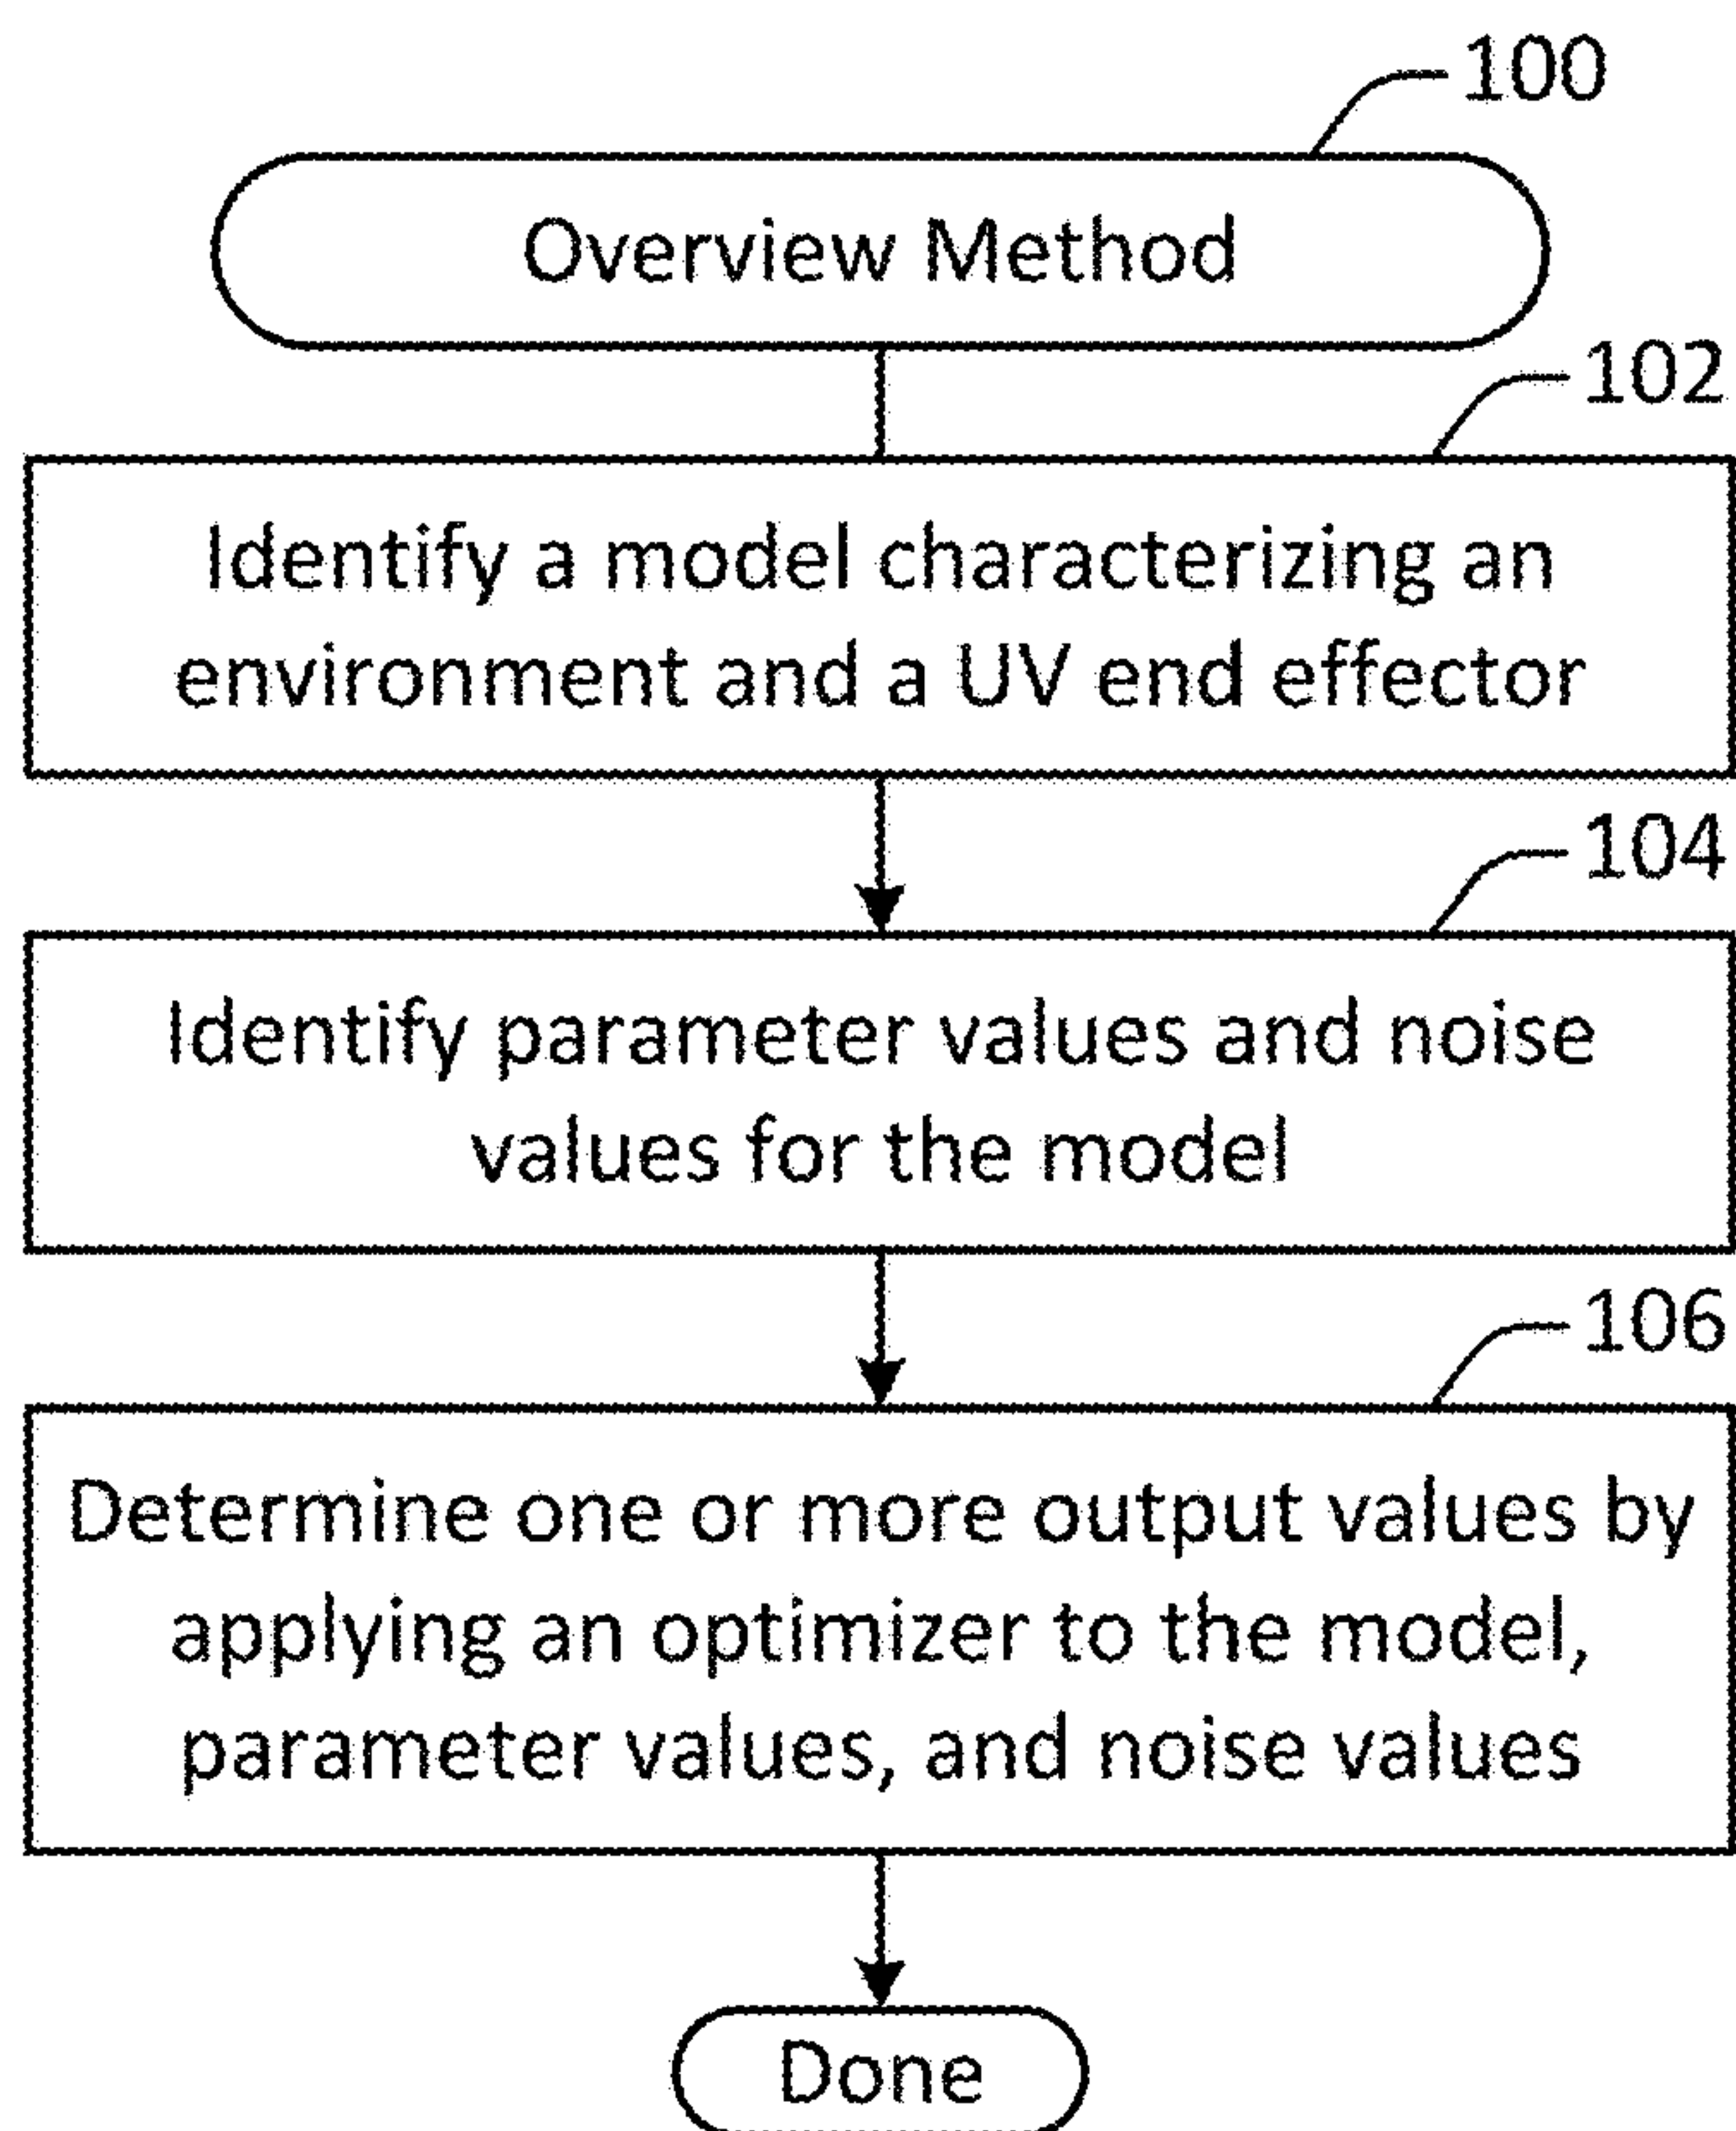 100
Overview Method
102
Identify a model characterizing an
environment and a UV end effector
104
Identify parameter values and noise
values for the model
106
Determine one or more output values by
applying an optimizer to the model,
parameter values, and noise values
Done